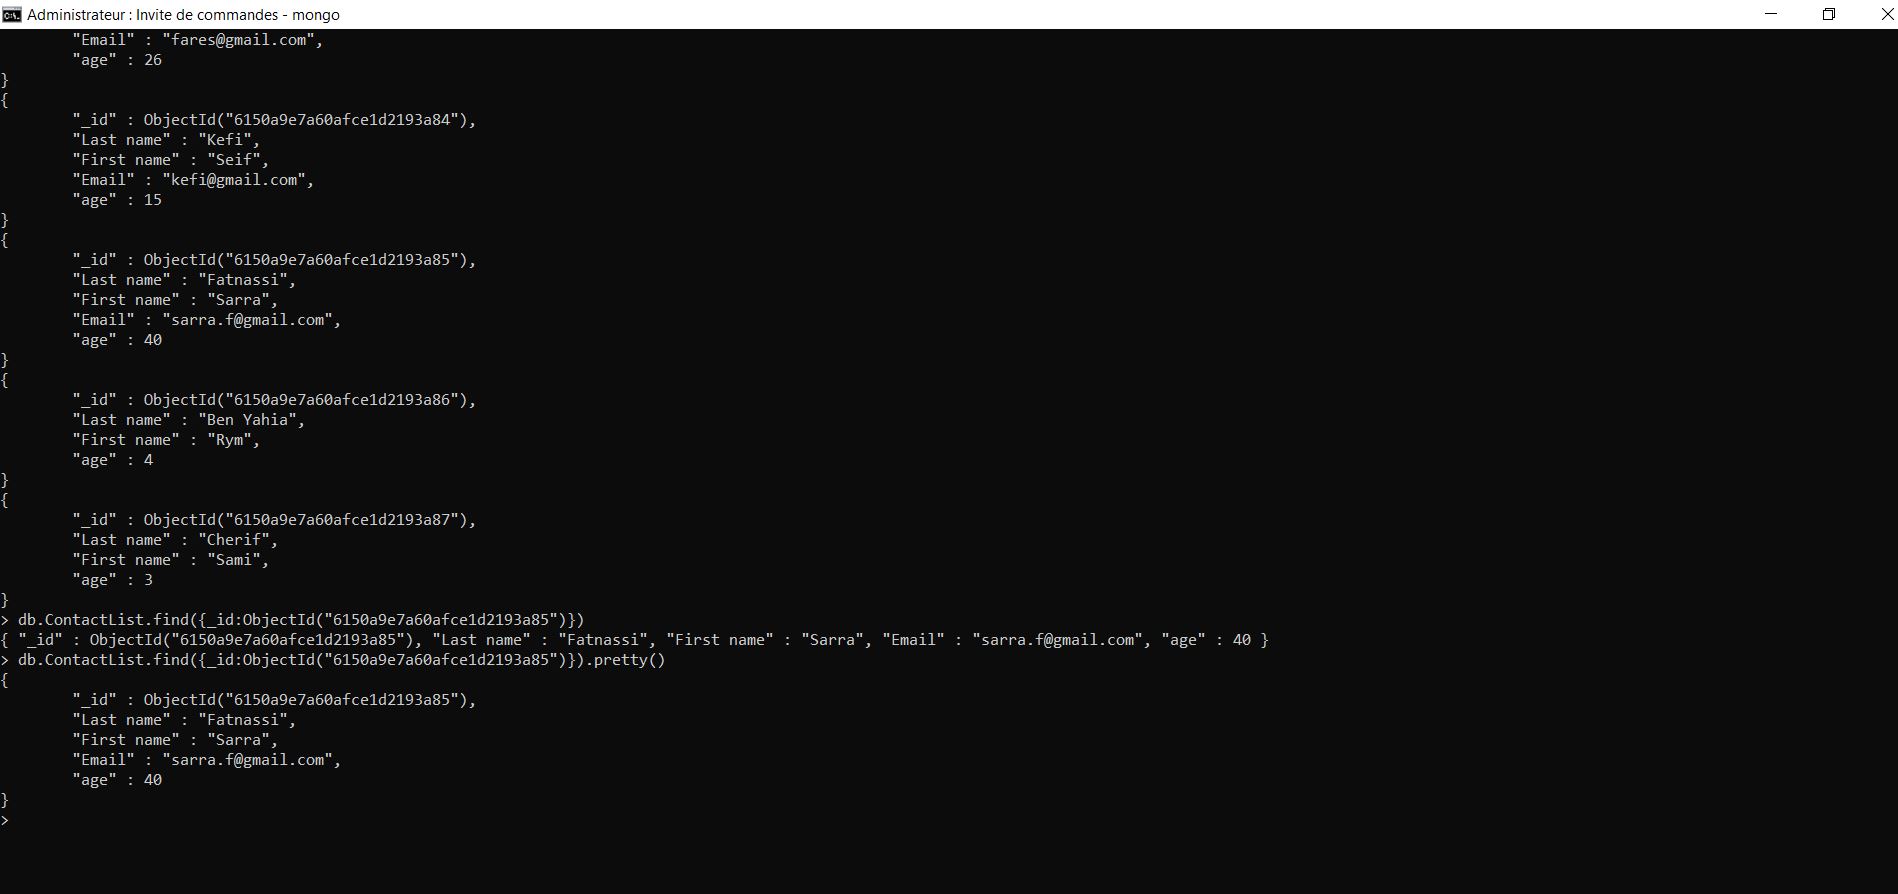 Administrateur : Invite de commandes - mongo
"Email" : "fares@gmail.com",
"age" : 26
}
{
"_id" : ObjectId("6150a9e7a60afce1d2193a84"),
"Last name" : "Kefi",
"First name" : "Seif",
"Email" : "kefi@gmail.com",
"age" : 15
}
{
"_id" : ObjectId("6150a9e7a60afce1d2193a85"),
"Last name" : "Fatnassi",
"First name" : "Sarra",
"Email" : "sarra.f@gmail.com",
"age" : 40
}
{
"_id" : ObjectId("6150a9e7a60afce1d2193a86"),
"Last name" : "Ben Yahia",
"First name" : "Rym",
"age" : 4
}
{
"_id" : ObjectId("6150a9e7a60afce1d2193a87"),
"Last name" : "Cherif",
"First name" : "Sami",
"age" : 3
}
> db.ContactList.find({_id:ObjectId("6150a9e7a60afce1d2193a85")})
{ "_id" : ObjectId("6150a9e7a60afce1d2193a85"), "Last name" : "Fatnassi", "First name" : "Sarra", "Email" : "sarra.f@gmail.com", "age" : 40 }
> db.ContactList.find({_id:ObjectId("6150a9e7a60afce1d2193a85")}).pretty()
{
"_id" : ObjectId("6150a9e7a60afce1d2193a85"),
"Last name" : "Fatnassi",
"First name" : "Sarra",
"Email" : "sarra.f@gmail.com",
"age" : 40
}
>